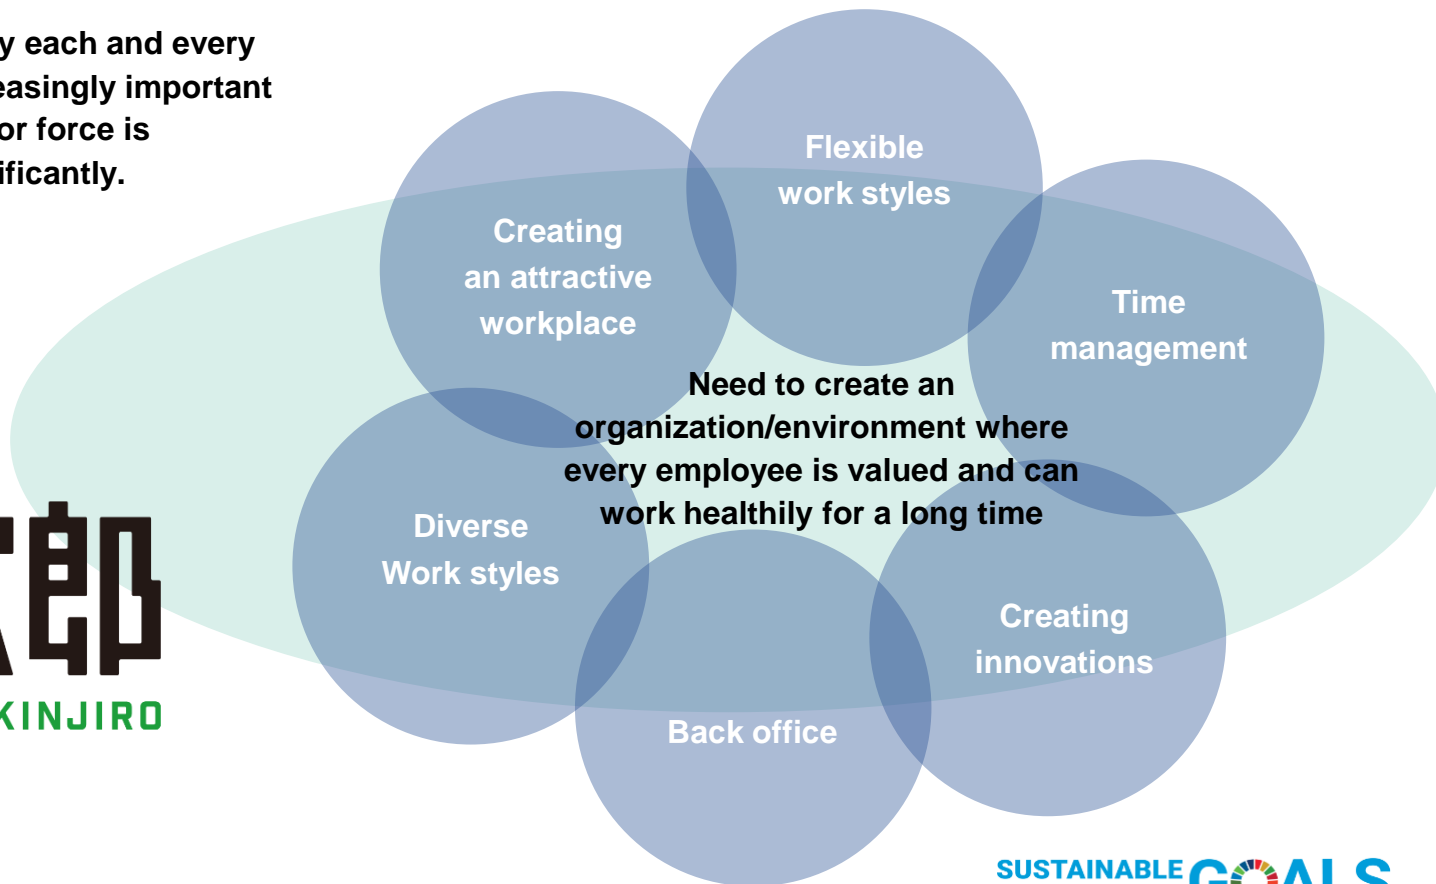 y each and every
easingly important
or force is
ificantly.
Flexible
work styles
Creating
an attractive
workplace
Time
management
Need to create an
organization/environment where
every employee is valued and can
work healthily for a long time
Diverse
Work styles
Creating
innovations
Back office
郎
KINJIRO
SUSTAINABLE GOALS